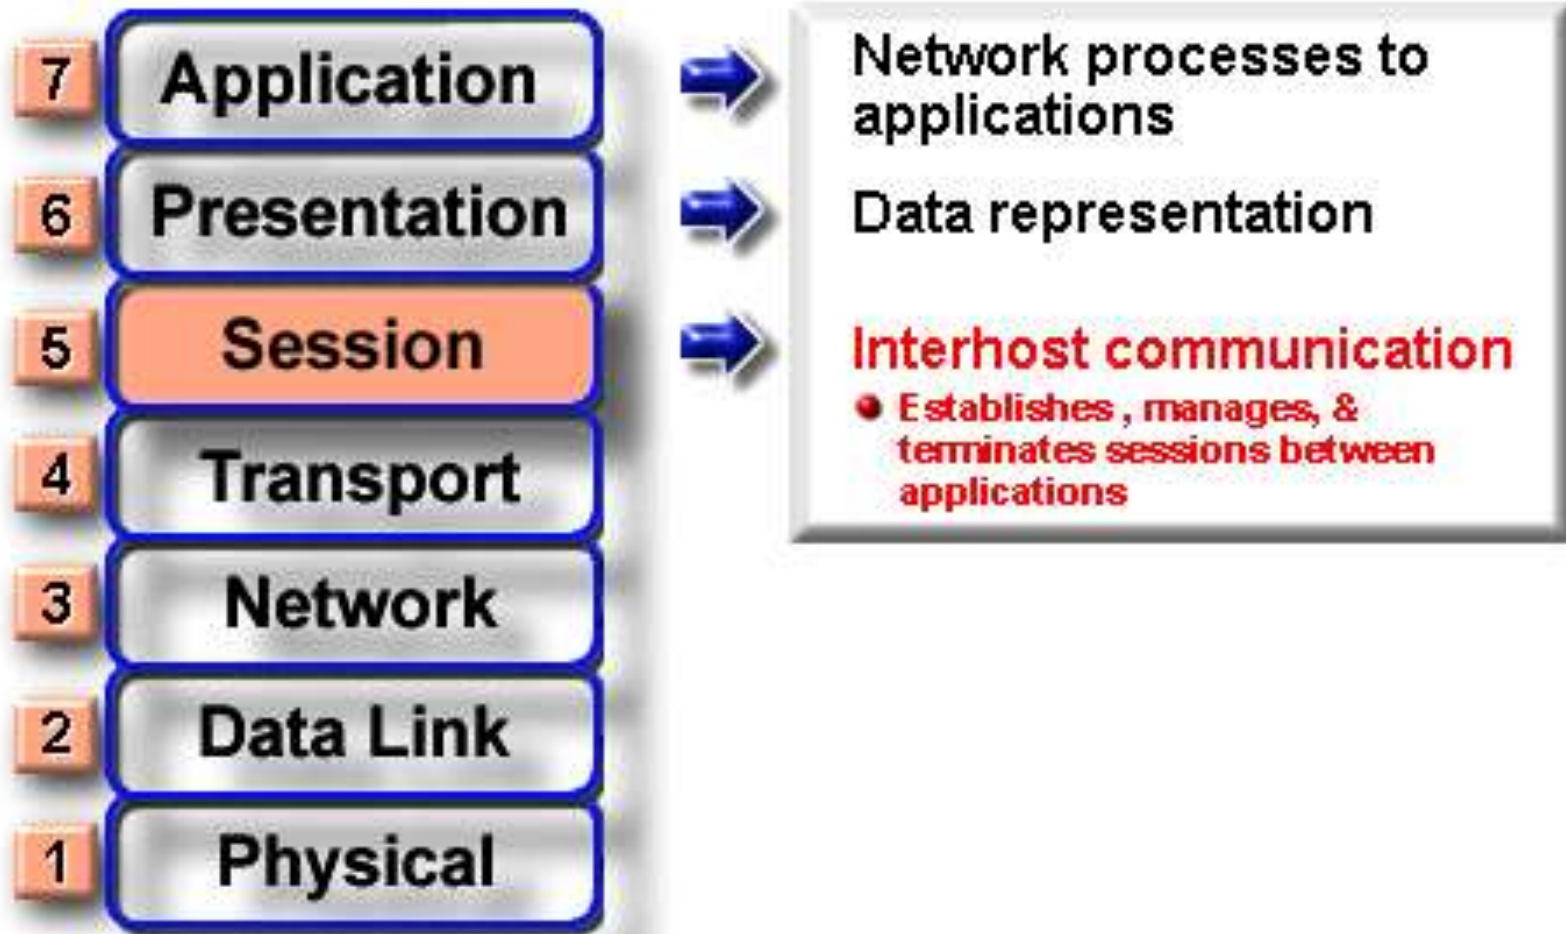 7 Application
Network processes to
applications
6 Presentation
Data representation
5 Session
Interhost communication
Establishes , manages, &
terminates sessions between
applications
4 Transport
3 Network
2 Data Link
1 Physical